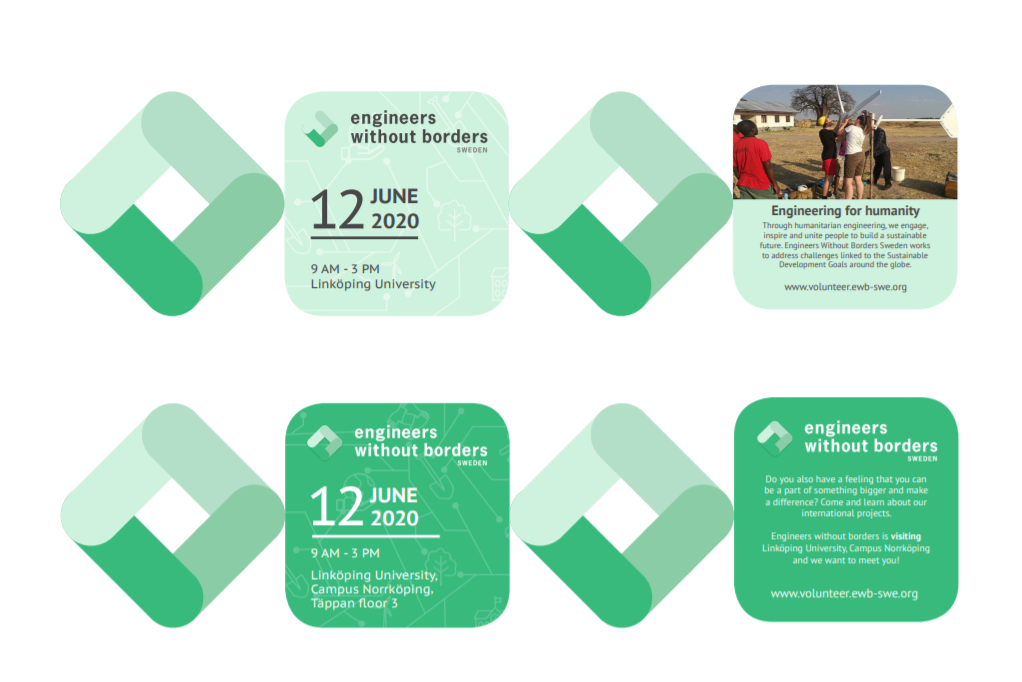 engineers
without borders
SWEDEN
12 JUNE
2020
9 AM - 3 PM
Linköping University
Engineering for humanity
Through humanitarian engineering, we engage,
inspire and unite people to build a sustainable
future. Engineers Without Borders Sweden works
to address challenges linked to the Sustainable
Development Goals around the globe.
www.volunteer.ewb-swe.org
engineers
without borders
SWEDEN
12 JUNE
2020
9 AM - 3 PM
Linköping University,
Campus Norrköping,
Täppan floor 3
engineers
without borders
SWEDEN
Do you also have a feeling that you can
be a part of something bigger and make
a difference? Come and learn about our
international projects.
Engineers without borders is visiting
Linköping University, Campus Norrköping
and we want to meet you!
www.volunteer.ewb-swe.org